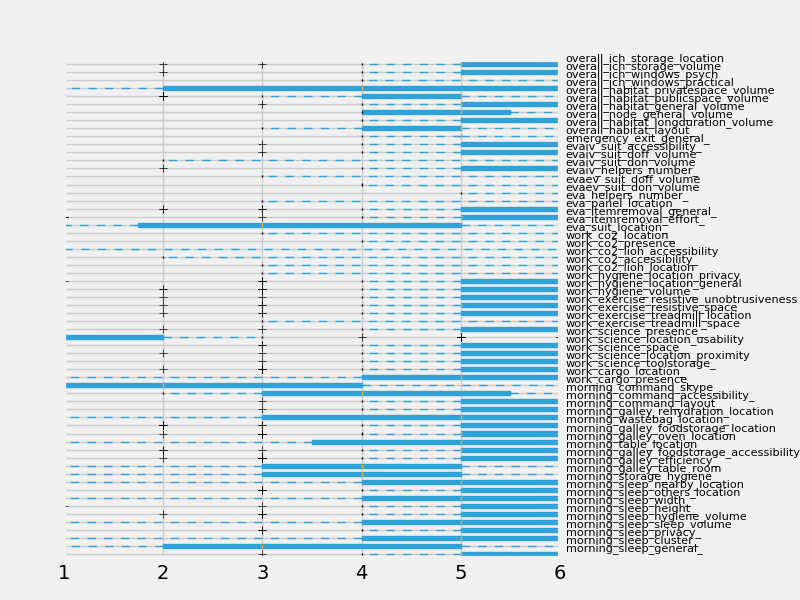 overall_ich_storage_location
overall_ich_storage_volume
overall_ich_windows_psych
overall_ich_windows_practical
overall_habitat_privatespace_volume
overall_habitat_publicspace_volume
overall_habitat_general_volume
overall_node_general_volume
overall_habitat_longduration_volume
overall_habitat_layout
emergency_exit_general
evaiv_suit_accessibility
evaiv_suit_doff_volume
evaiv_suit_don_volume
evaiv_helpers_number
evaev_suit_doff_volume
evaev_suit_don_volume
eva_helpers_number
eva_panel_location
eva_itemremoval_general
eva_itemremoval_effort
eva_suit_location
work_co2_location
work_co2_presence
work_co2_lioh_accessibility
work_co2_accessibility
work_co2_lioh_location
work_hygiene_location_privacy
work_hygiene_location_general
work_hygiene_volume
work_exercise_resistive_unobtrusiveness
work_exercise_resistive_space
work_exercise_treadmill_location
work_exercise_treadmill_space
work_science_presence
work_science_location_usability
work_science_space
work_science_location_proximity
work_science_toolstorage
work_cargo_location
work_cargo_presence
morning_command_skype
morning_command_accessibility
morning_command_layout
morning_galley_rehydration_location
morning_wastebag_location
morning_galley_foodstorage_location
morning_galley_oven_location
morning_table_location
morning_galley_foodstorage_accessibility
morning_galley_efficiency
morning_galley_table_room
morning_storage_hygiene
morning_sleep_nearby_location
morning_sleep_others_location
morning_sleep_width
morning_sleep_height
morning_sleep_hygiene_volume
morning_sleep_sleep_volume
morning_sleep_privacy
morning_sleep_cluster
morning_sleep_general
1 2 3 4 5 6